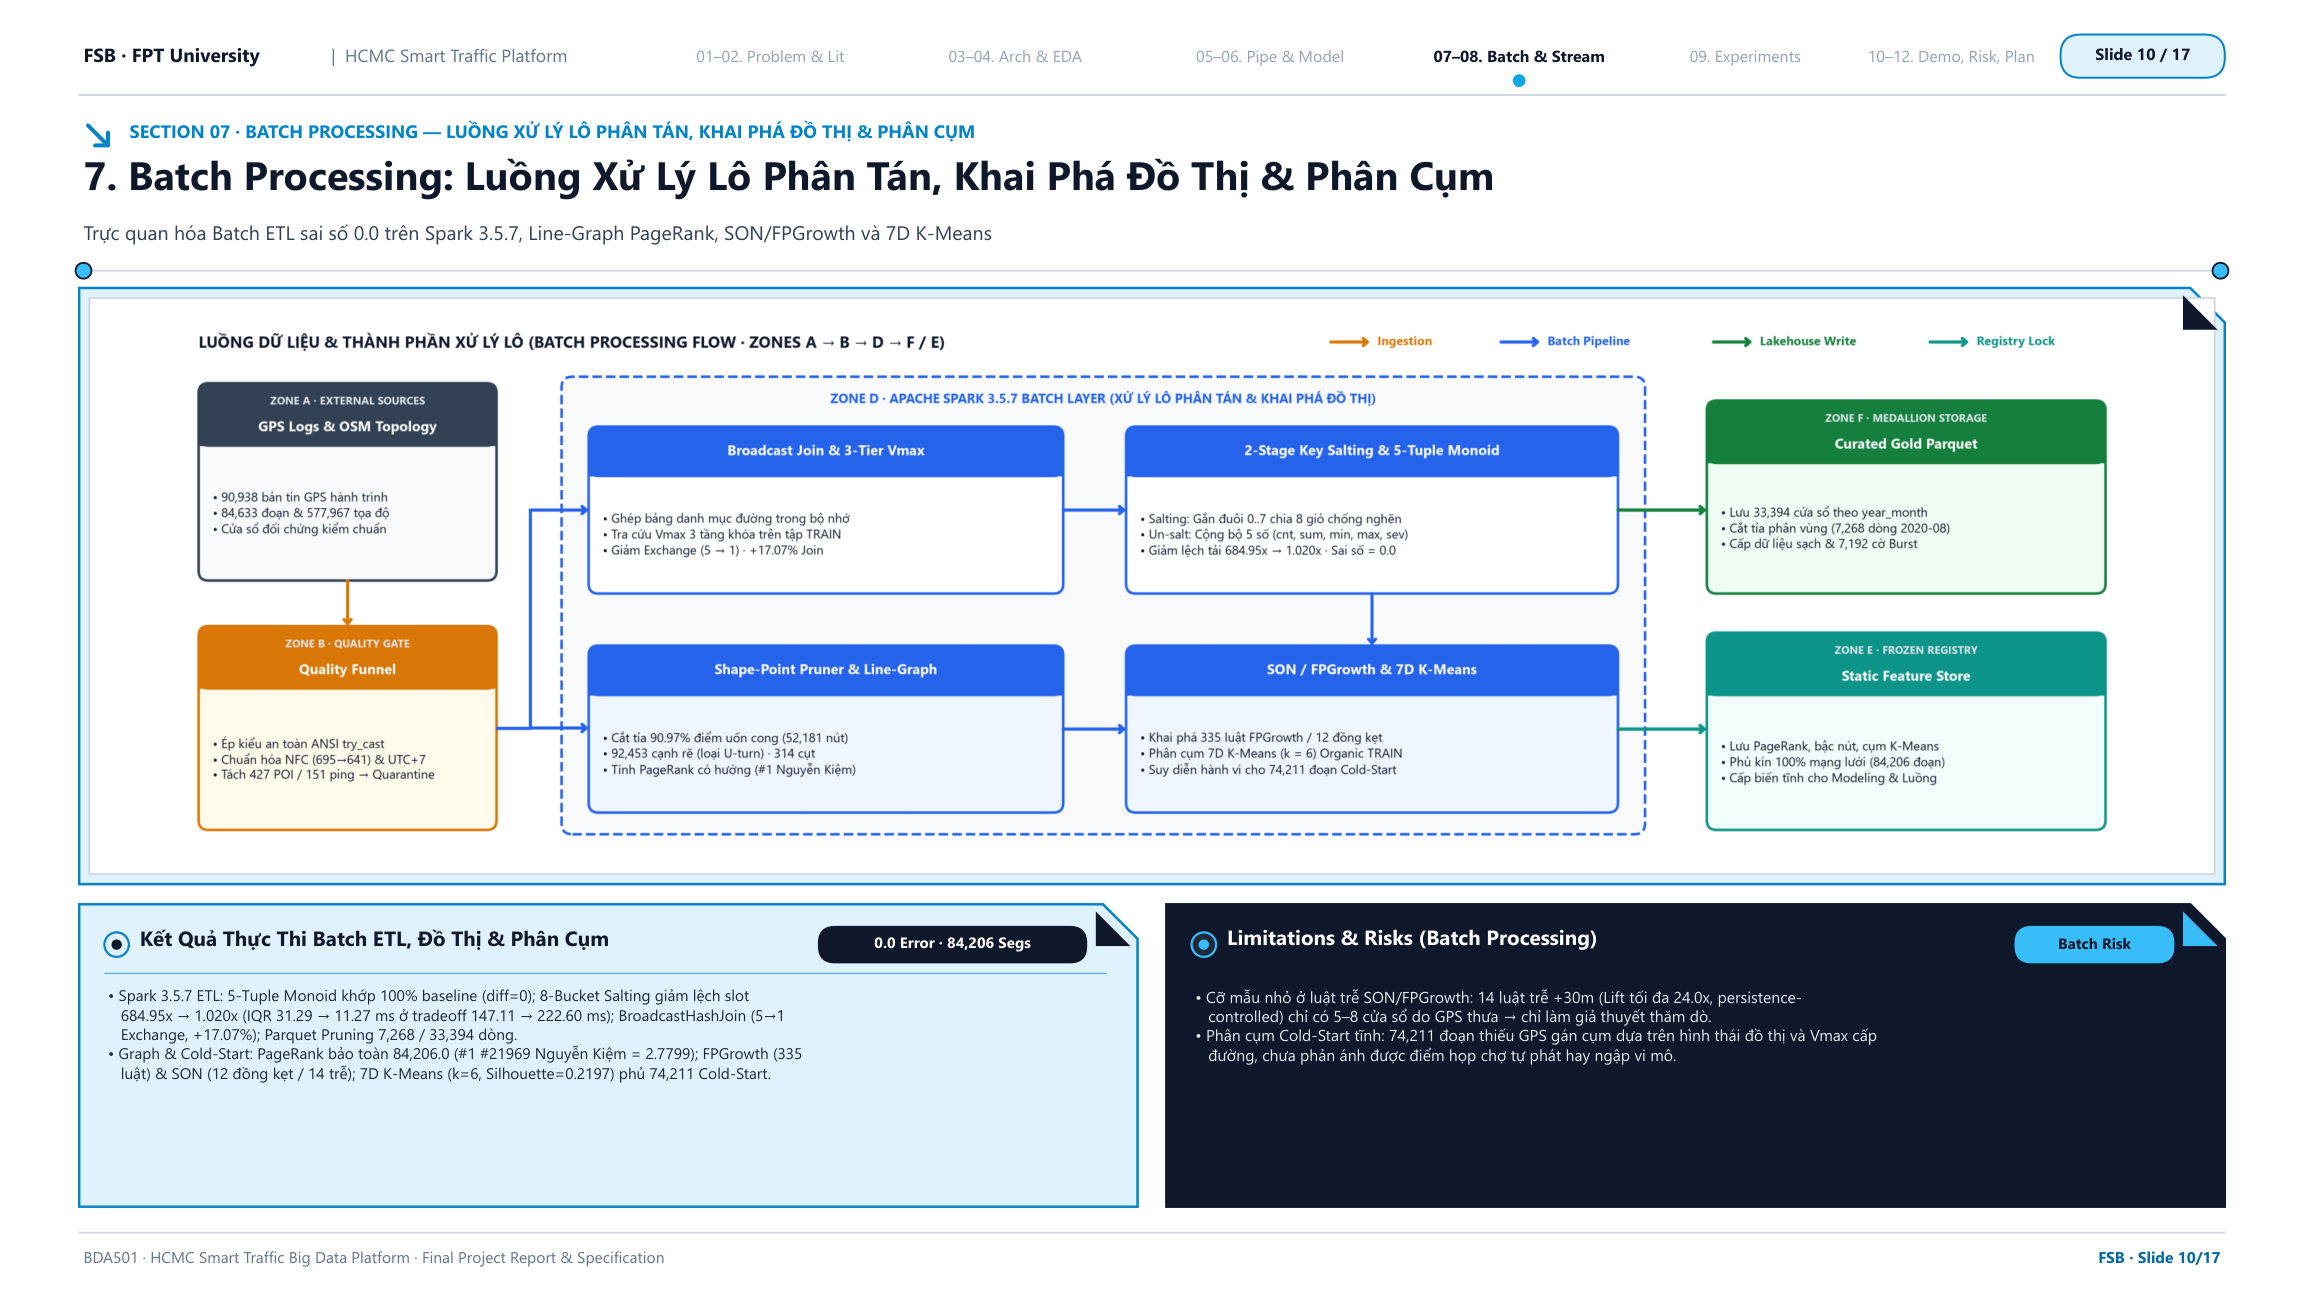 FSB · FPT University | HCMC Smart Traffic Platform 01–02. Problem & Lit 03–04. Arch & EDA 05–06. Pipe & Model 07–08. Batch & Stream 09. Experiments 10–12. Demo, Risk, Plan Slide 10 / 17
SECTION 07 · BATCH PROCESSING — LUỒNG XỬ LÝ LÔ PHÂN TÁN, KHAI PHÁ ĐỒ THỊ & PHÂN CỤM
7. Batch Processing: Luồng Xử Lý Lô Phân Tán, Khai Phá Đồ Thị & Phân Cụm
Trực quan hóa Batch ETL sai số 0.0 trên Spark 3.5.7, Line-Graph PageRank, SON/FPGrowth và 7D K-Means
LUỒNG DỮ LIỆU & THÀNH PHẦN XỬ LÝ LÔ (BATCH PROCESSING FLOW · ZONES A → B → D → F / E)
Ingestion
Batch Pipeline
Lakehouse Write
Registry Lock
ZONE A · EXTERNAL SOURCES
GPS Logs & OSM Topology
• 90,938 bản tin GPS hành trình
• 84,633 đoạn & 577,967 tọa độ
• Cửa sổ đối chứng kiểm chuẩn
ZONE B · QUALITY GATE
Quality Funnel
• Ép kiểu an toàn ANSI try_cast
• Chuẩn hóa NFC (695→641) & UTC+7
• Tách 427 POI / 151 ping → Quarantine
ZONE D · APACHE SPARK 3.5.7 BATCH LAYER (XỬ LÝ LÔ PHÂN TÁN & KHAI PHÁ ĐỒ THỊ)
Broadcast Join & 3-Tier Vmax
• Ghép bảng danh mục đường trong bộ nhớ
• Tra cứu Vmax 3 tầng khóa trên tập TRAIN
• Giảm Exchange (5 → 1) · +17.07% Join
2-Stage Key Salting & 5-Tuple Monoid
• Salting: Gắn đuôi 0..7 chia 8 giỏ chống nghẽn
• Un-salt: Cộng bộ 5 số (cnt, sum, min, max, sev)
• Giảm lệch tải 684.95x → 1.020x · Sai số = 0.0
Shape-Point Pruner & Line-Graph
• Cắt tỉa 90.97% điểm uốn cong (52,181 nút)
• 92,453 cạnh rẽ (loại U-turn) · 314 cụt
• Tính PageRank có hướng (#1 Nguyễn Kiệm)
SON / FPGrowth & 7D K-Means
• Khai phá 335 luật FPGrowth / 12 đồng kẹt
• Phân cụm 7D K-Means (k = 6) Organic TRAIN
• Suy diễn hành vi cho 74,211 đoạn Cold-Start
ZONE F · MEDALLION STORAGE
Curated Gold Parquet
• Lưu 33,394 cửa sổ theo year_month
• Cắt tỉa phân vùng (7,268 dòng 2020-08)
• Cấp dữ liệu sạch & 7,192 cờ Burst
ZONE E · FROZEN REGISTRY
Static Feature Store
• Lưu PageRank, bậc nút, cụm K-Means
• Phủ kín 100% mạng lưới (84,206 đoạn)
• Cấp biến tĩnh cho Modeling & Luồng
Kết Quả Thực Thi Batch ETL, Đồ Thị & Phân Cụm
0.0 Error · 84,206 Segs
• Spark 3.5.7 ETL: 5-Tuple Monoid khớp 100% baseline (diff=0); 8-Bucket Salting giảm lệch slot
684.95x → 1.020x (IQR 31.29 → 11.27 ms ở tradeoff 147.11 → 222.60 ms); BroadcastHashJoin (5→1
Exchange, +17.07%); Parquet Pruning 7,268 / 33,394 dòng.
• Graph & Cold-Start: PageRank bảo toàn 84,206.0 (#1 #21969 Nguyễn Kiệm = 2.7799); FPGrowth (335
luật) & SON (12 đồng kẹt / 14 trễ); 7D K-Means (k=6, Silhouette=0.2197) phủ 74,211 Cold-Start.
Limitations & Risks (Batch Processing)
Batch Risk
• Cỡ mẫu nhỏ ở luật trễ SON/FPGrowth: 14 luật trễ +30m (Lift tối đa 24.0x, persistence-
controlled) chỉ có 5–8 cửa sổ do GPS thưa → chỉ làm giả thuyết thăm dò.
• Phân cụm Cold-Start tĩnh: 74,211 đoạn thiếu GPS gán cụm dựa trên hình thái đồ thị và Vmax cấp
đường, chưa phản ánh được điểm họp chợ tự phát hay ngập vi mô.
BDA501 · HCMC Smart Traffic Big Data Platform · Final Project Report & Specification
FSB · Slide 10/17